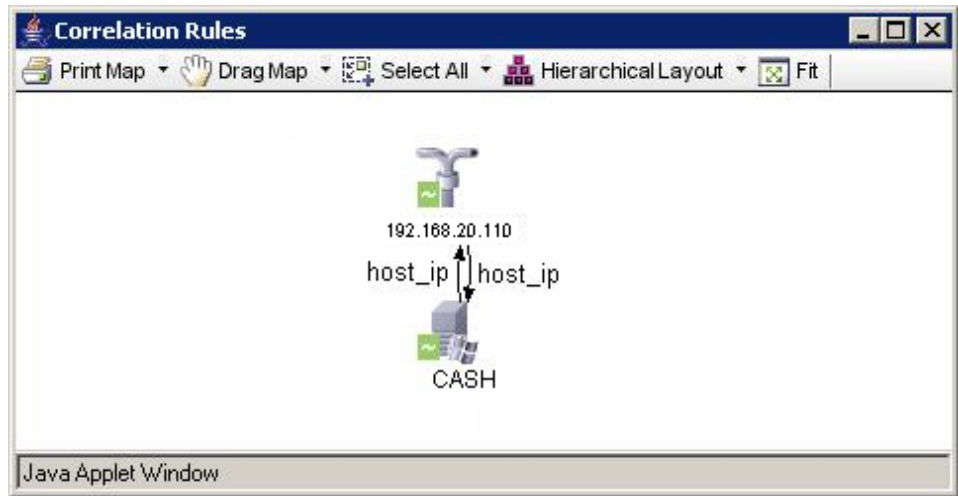 Correlation Rules
Print Map Drag Map Select All Hierarchical Layout Fit
192.168.20.110
host_ip host_ip
CASH
Java Applet Window